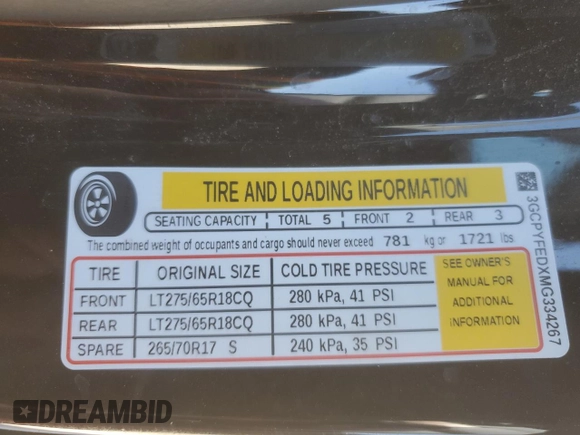 TIRE AND LOADING INFORMATION
SEATING CAPACITY TOTAL 5 FRONT 2 REAR 3
The combined weight of occupants and cargo should never exceed 781 kg or 1721 lbs
TIRE ORIGINAL SIZE COLD TIRE PRESSURE
FRONT LT275/65R18CQ 280 kPa, 41 PSI
REAR LT275/65R18CQ 280 kPa, 41 PSI
SPARE 265/70R17 S 240 kPa, 35 PSI
SEE OWNER'S
MANUAL FOR
ADDITIONAL
INFORMATION
3GCPYFEDXMG334267
DREAMBID